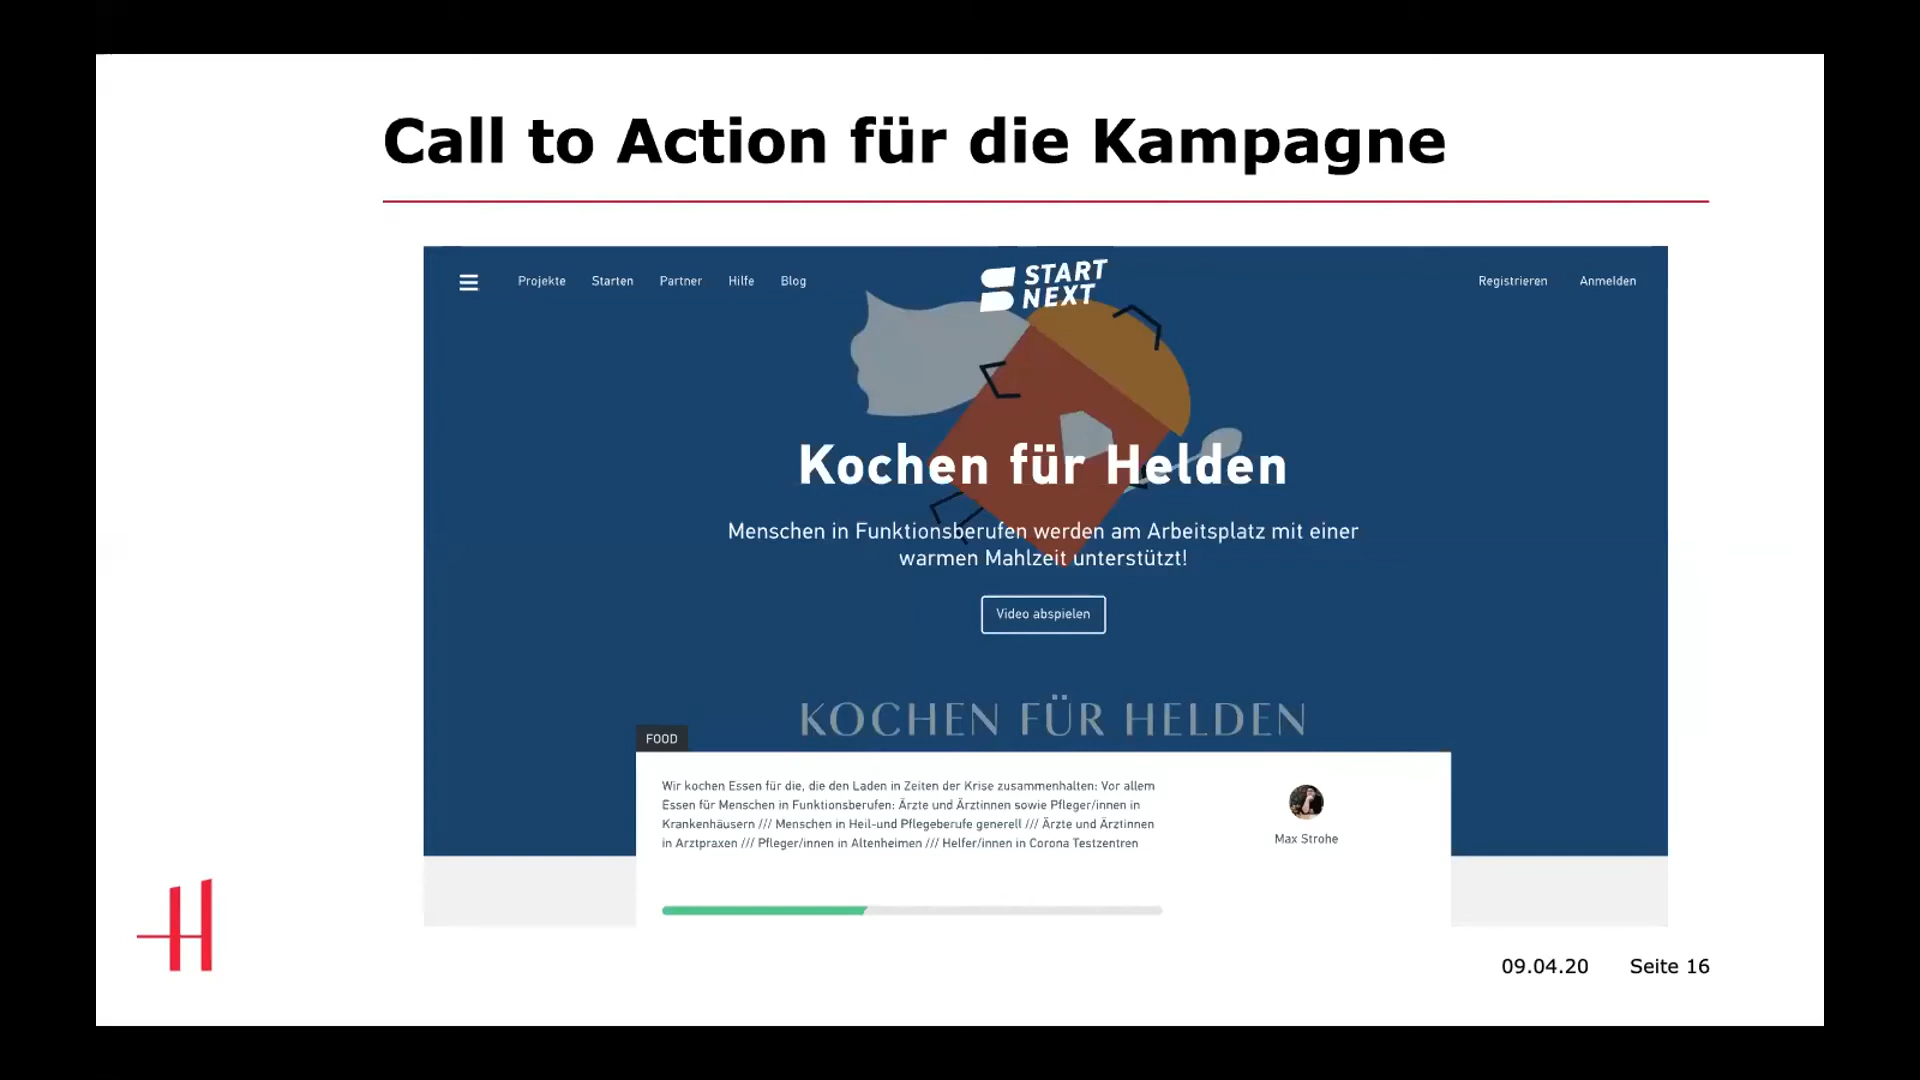 Call to Action für die Kampagne
Projekte Starten Partner Hilfe Blog
START
NEXT
Registrieren Anmelden
Kochen für Helden
Menschen in Funktionsberufen werden am Arbeitsplatz mit einer
warmen Mahlzeit unterstützt!
Video abspielen
KOCHEN FÜR HELDEN
FOOD
Wir kochen Essen für die, die den Laden in Zeiten der Krise zusammenhalten: Vor allem
Essen für Menschen in Funktionsberufen: Ärzte und Ärztinnen sowie Pfleger/innen in
Krankenhäusern /// Menschen in Heil-und Pflegeberufe generell /// Ärzte und Ärztinnen
in Arztpraxen /// Pfleger/innen in Altenheimen /// Helfer/innen in Corona Testzentren
Max Strohe
H
09.04.20 Seite 16